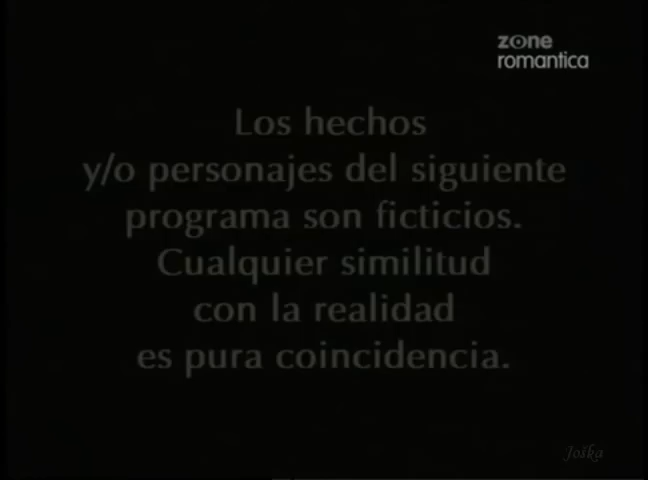 zone
romantica
Los hechos
y/o personajes del siguiente
programa son ficticios.
Cualquier similitud
con la realidad
es pura coincidencia.
Joška